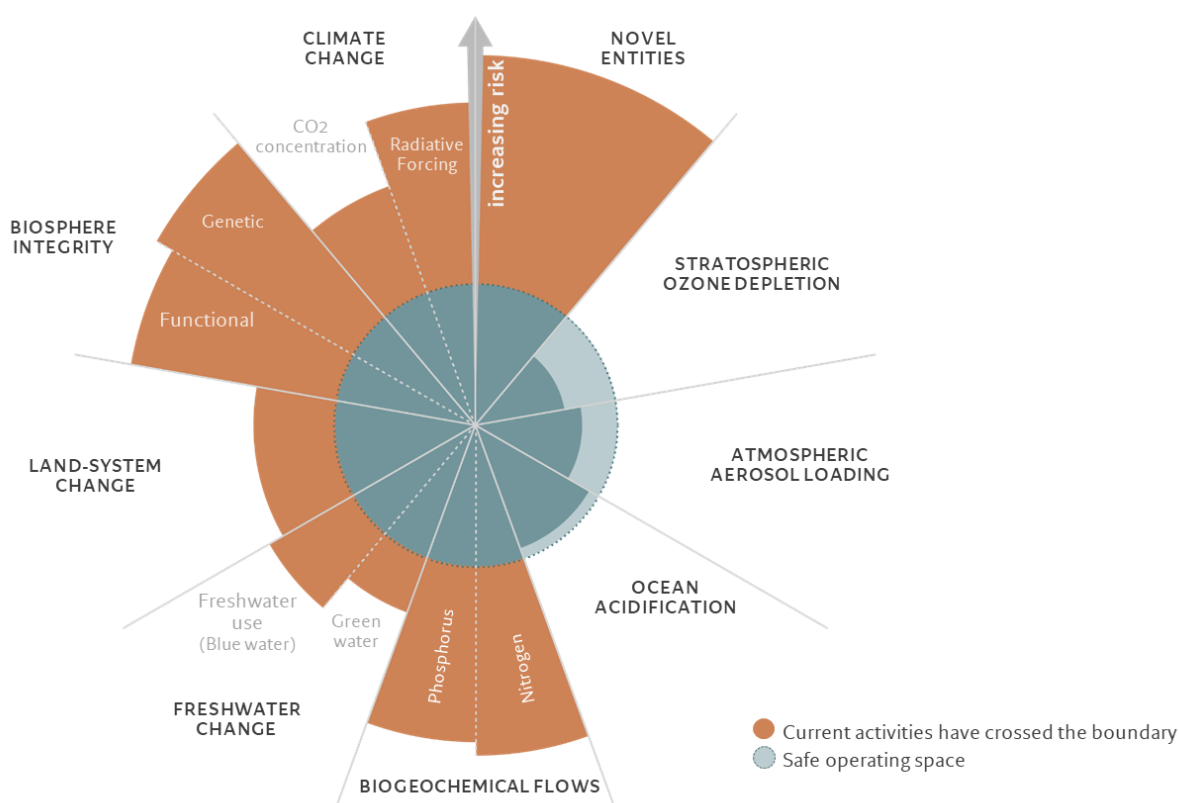 CLIMATE
CHANGE
NOVEL
ENTITIES
increasing risk
CO2
concentration
Radiative
Forcing
BIOSPHERE
INTEGRITY
Genetic
Functional
STRATOSPHERIC
OZONE DEPLETION
LAND-SYSTEM
CHANGE
ATMOSPHERIC
AEROSOL LOADING
OCEAN
ACIDIFICATION
Freshwater
use
(Blue water)
Green
water
Phosphorus
Nitrogen
FRESHWATER
CHANGE
BIOGEOCHEMICAL FLOWS
Current activities have crossed the boundary
Safe operating space